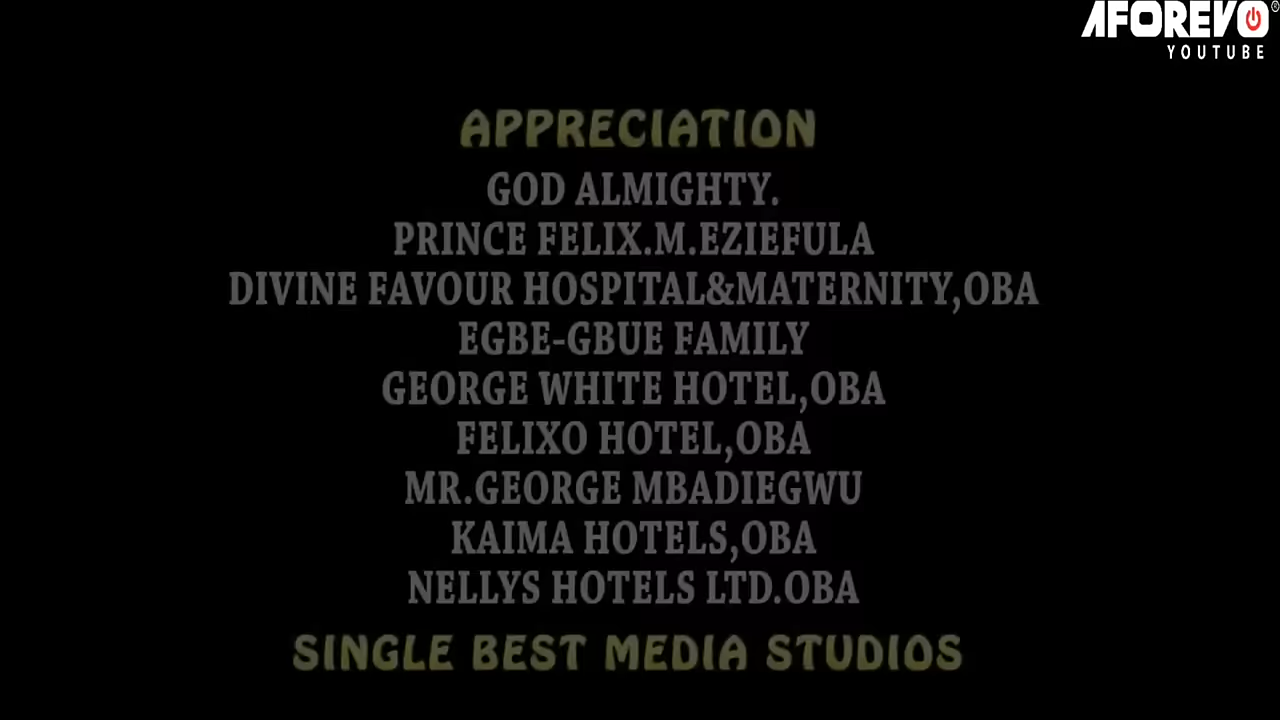 AFOREVO
YOUTUBE
APPRECIATION
GOD ALMIGHTY.
PRINCE FELIX.M.EZIEFULA
DIVINE FAVOUR HOSPITAL&MATERNITY,OBA
EGBE-GBUE FAMILY
GEORGE WHITE HOTEL,OBA
FELIXO HOTEL,OBA
MR.GEORGE MBADIEGWU
KAIMA HOTELS,OBA
NELLYS HOTELS LTD.OBA
SINGLE BEST MEDIA STUDIOS